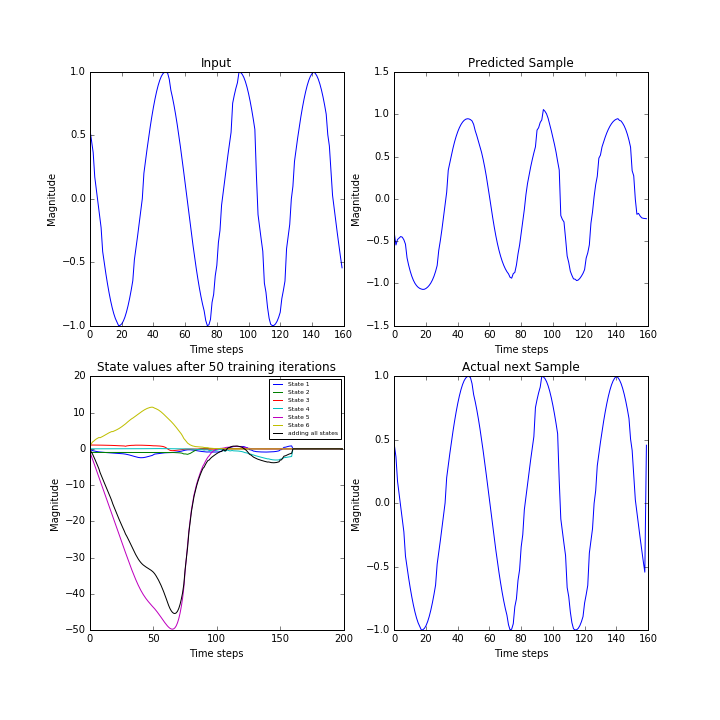 Input
Magnitude
1.0
0.5
0.0
−0.5
−1.0
0 20 40 60 80 100 120 140 160
Time steps
Predicted Sample
Magnitude
1.5
1.0
0.5
0.0
−0.5
−1.0
−1.5
0 20 40 60 80 100 120 140 160
Time steps
State values after 50 training iterations
Magnitude
20
10
0
−10
−20
−30
−40
−50
0 50 100 150 200
Time steps
State 1
State 2
State 3
State 4
State 5
State 6
adding all states
Actual next Sample
Magnitude
1.0
0.5
0.0
−0.5
−1.0
0 20 40 60 80 100 120 140 160
Time steps